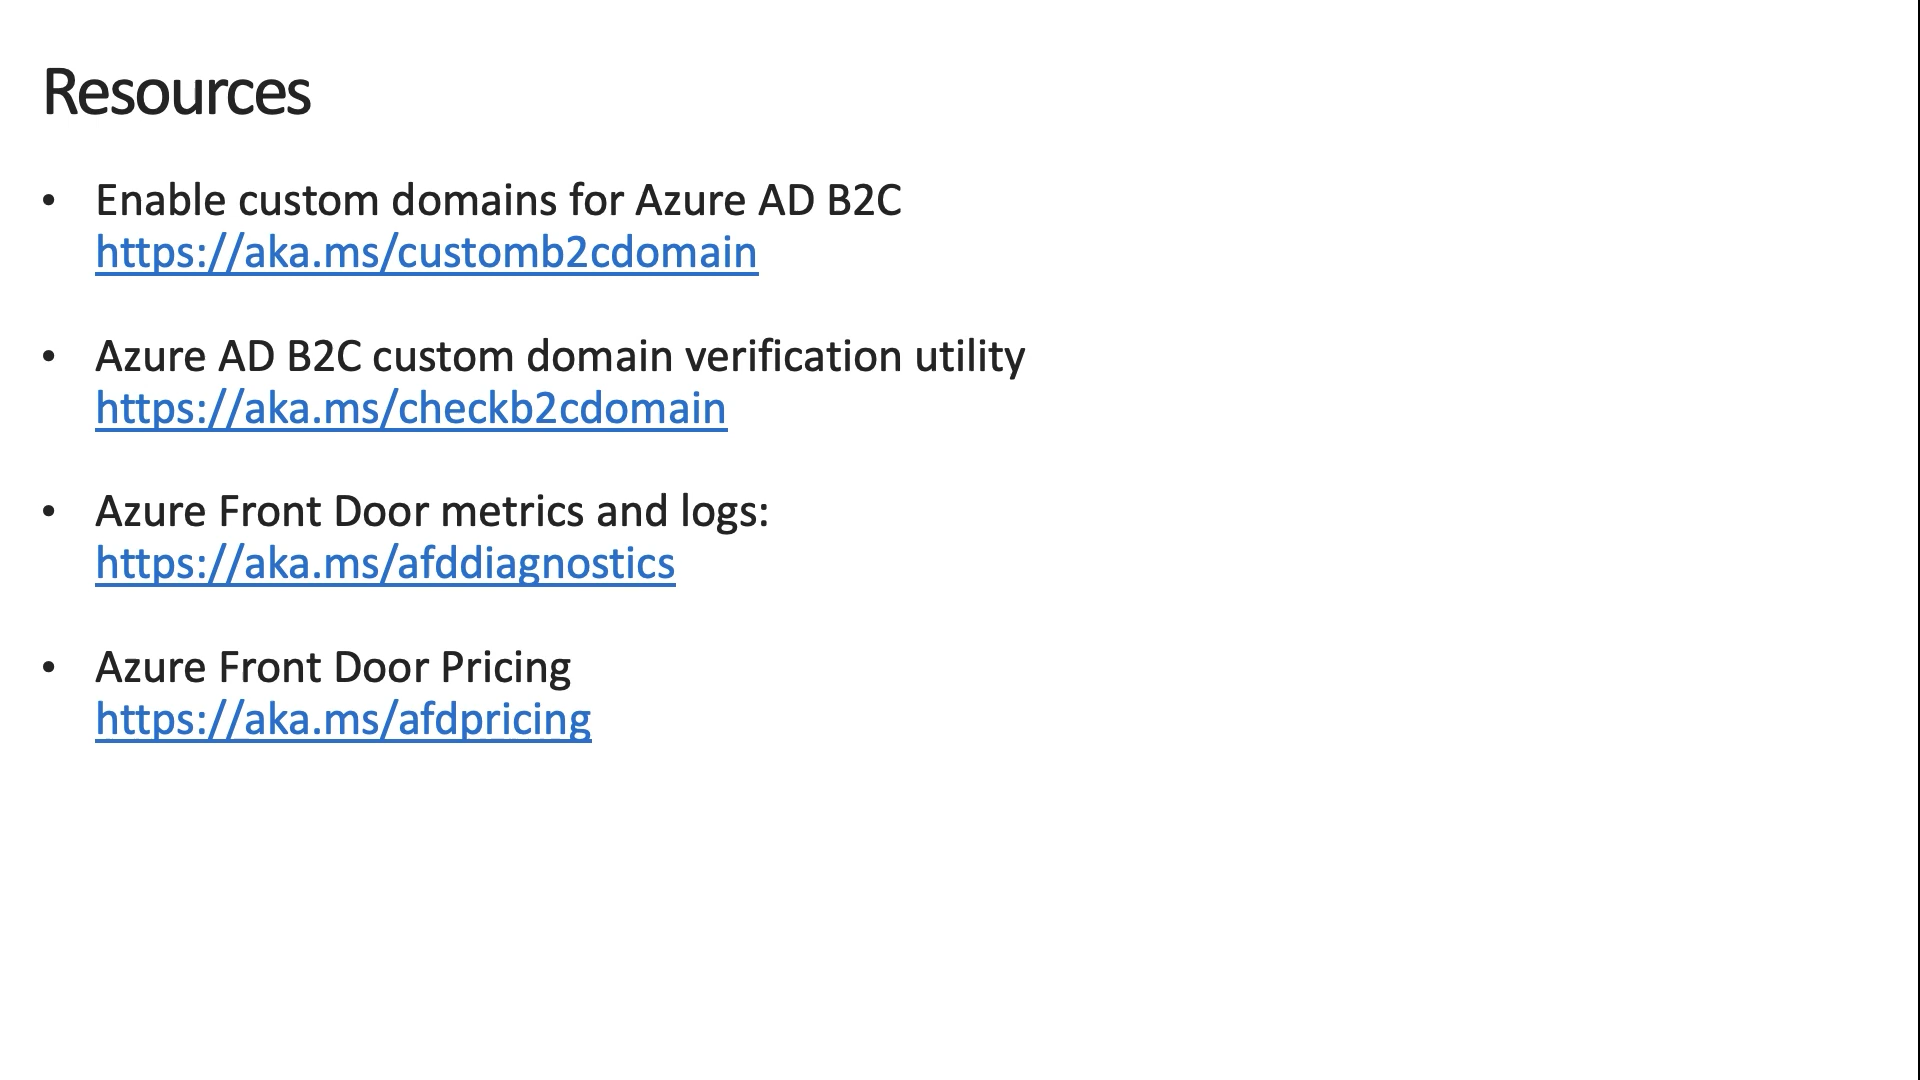 Resources
• Enable custom domains for Azure AD B2C
https://aka.ms/customb2cdomain
• Azure AD B2C custom domain verification utility
https://aka.ms/checkb2cdomain
• Azure Front Door metrics and logs:
https://aka.ms/afddiagnostics
• Azure Front Door Pricing
https://aka.ms/afdpricing